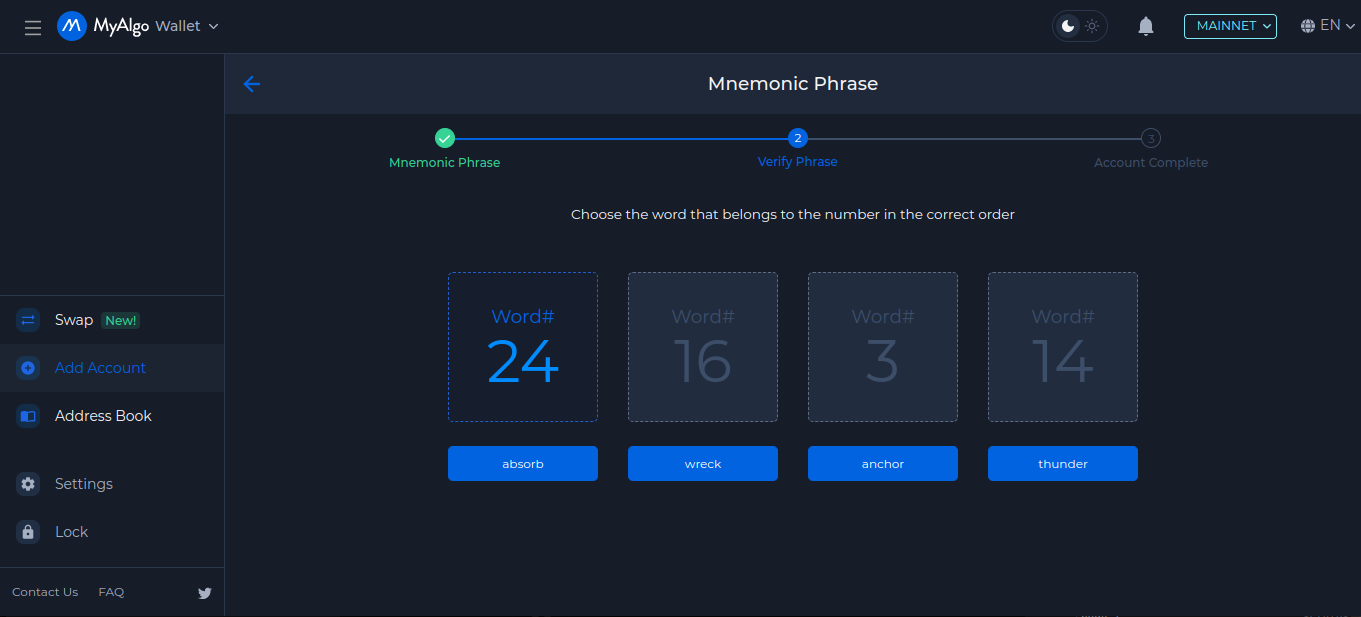 MyAlgo Wallet
MAINNET
EN
Mnemonic Phrase
2
3
Mnemonic Phrase
Verify Phrase
Account Complete
Choose the word that belongs to the number in the correct order
Word#
24
Word#
16
Word#
3
Word#
14
absorb
wreck
anchor
thunder
Swap New!
Add Account
Address Book
Settings
Lock
Contact Us
FAQ